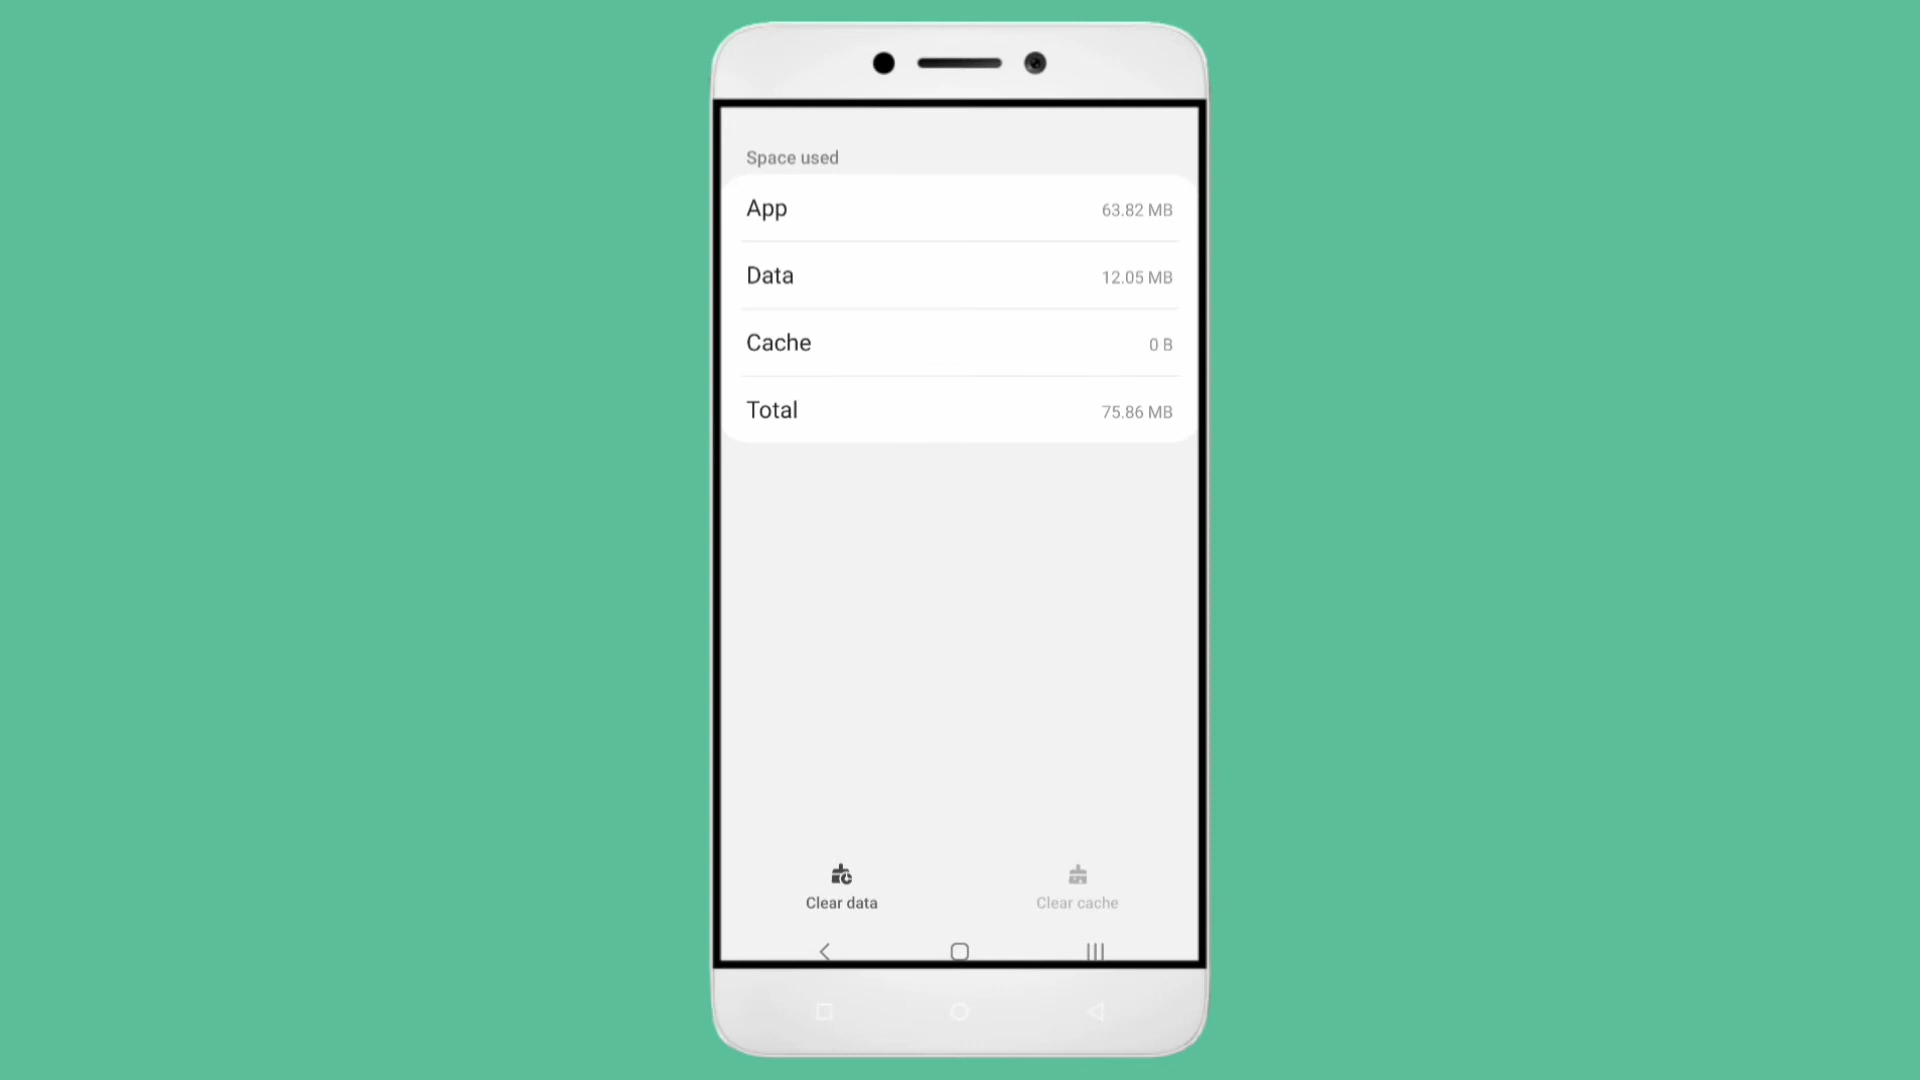 Space used
App 63.82 MB
Data 12.05 MB
Cache 0 B
Total 75.86 MB
Clear data Clear cache